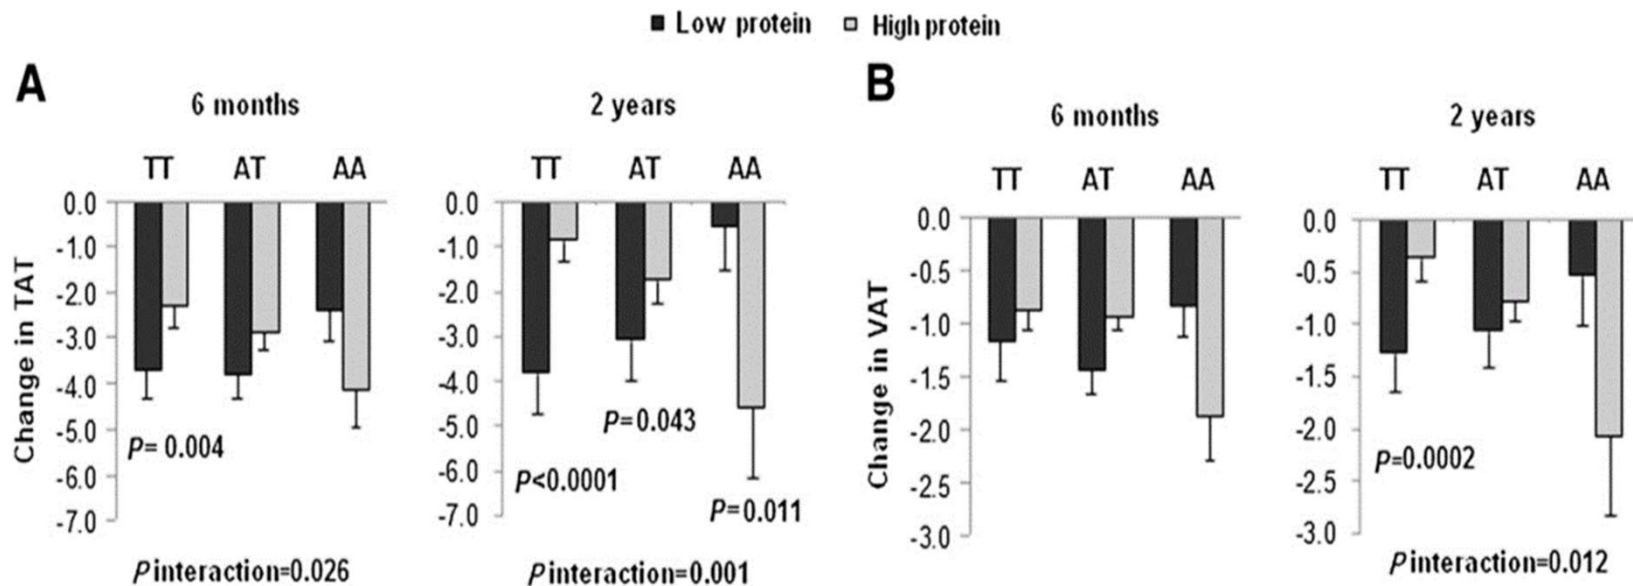 Low protein High protein
A
6 months
TT AT AA
Change in TAT
0.0
-1.0
-2.0
-3.0
-4.0
-5.0
-6.0
-7.0
P= 0.004
P interaction=0.026
2 years
TT AT AA
0.0
-1.0
-2.0
-3.0
-4.0
-5.0
-6.0
-7.0
P=0.043
P<0.0001
P=0.011
P interaction=0.001
B
6 months
TT AT AA
Change in VAT
0.0
-0.5
-1.0
-1.5
-2.0
-2.5
-3.0
2 years
TT AT AA
0.0
-0.5
-1.0
-1.5
-2.0
-2.5
-3.0
P=0.0002
P interaction=0.012